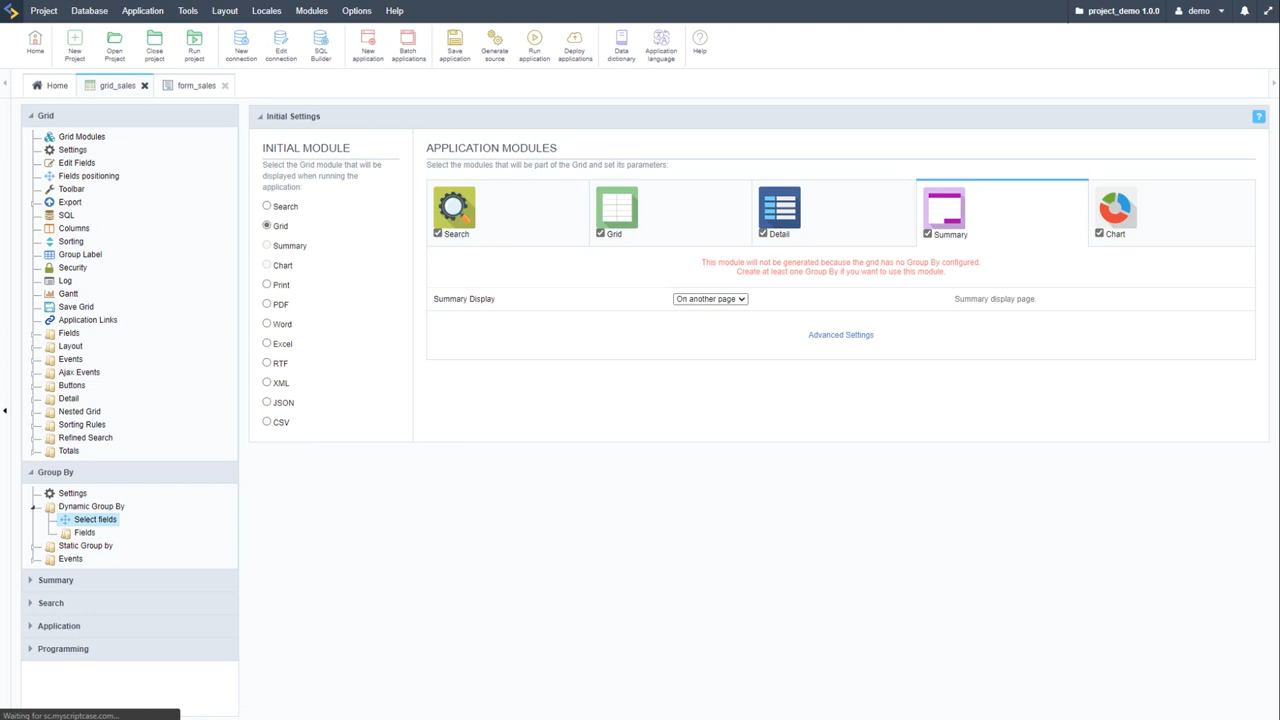 Project Database Application Tools Layout Locales Modules Options Help project_demo 1.0.0 demo
Home New Project Open Project Close project Run project New connection Edit connection SQL Builder New application Batch applications Save application Generate source Run application Deploy applications Data dictionary Application language Help
Home grid_sales form_sales
Grid
Grid Modules
Settings
Edit Fields
Fields positioning
Toolbar
Export
SQL
Columns
Sorting
Group Label
Security
Log
Gantt
Save Grid
Application Links
Fields
Layout
Events
Ajax Events
Buttons
Detail
Nested Grid
Sorting Rules
Refined Search
Totals
Group By
Settings
Dynamic Group By
Select fields
Fields
Static Group by
Events
Summary
Search
Application
Programming
Initial Settings
?
INITIAL MODULE
Select the Grid module that will be
displayed when running the
application:
Search
Grid
Summary
Chart
Print
PDF
Word
Excel
RTF
XML
JSON
CSV
APPLICATION MODULES
Select the modules that will be part of the Grid and set its parameters:
Search Grid Detail Summary Chart
This module will not be generated because the grid has no Group By configured.
Create at least one Group By if you want to use this module.
Summary Display On another page Summary display page.
Advanced Settings
Waiting for sc.myscriptcase.com...